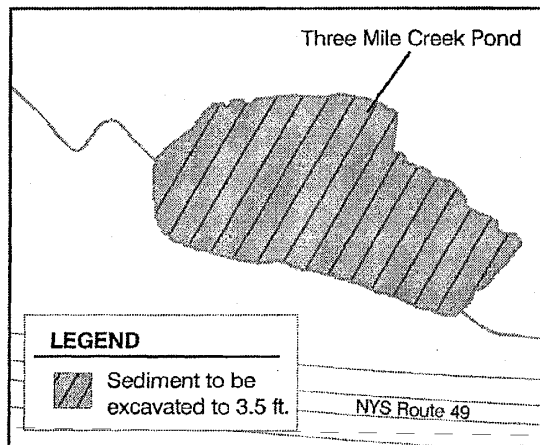 Three Mile Creek Pond
LEGEND
Sediment to be
excavated to 3.5 ft.
NYS Route 49